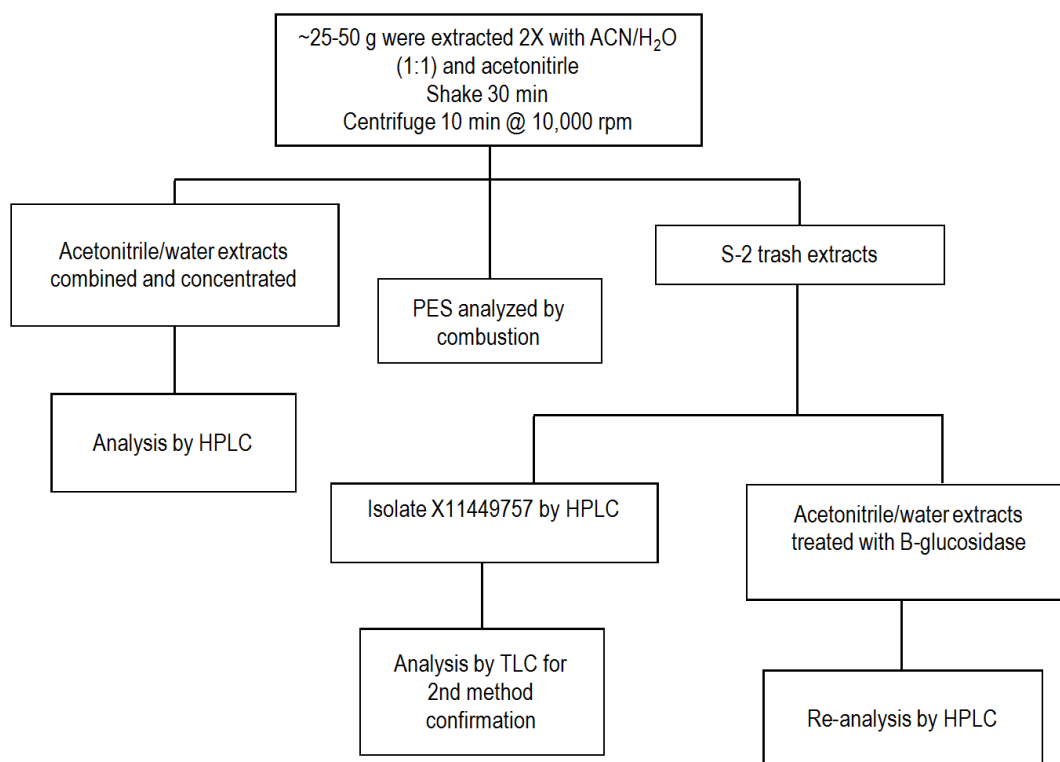 ~25-50 g were extracted 2X with ACN/H₂O
(1:1) and acetonitirle
Shake 30 min
Centrifuge 10 min @ 10,000 rpm
Acetonitrile/water extracts
combined and concentrated
PES analyzed by
combustion
S-2 trash extracts
Analysis by HPLC
Isolate X11449757 by HPLC
Acetonitrile/water extracts
treated with B-glucosidase
Analysis by TLC for
2nd method
confirmation
Re-analysis by HPLC